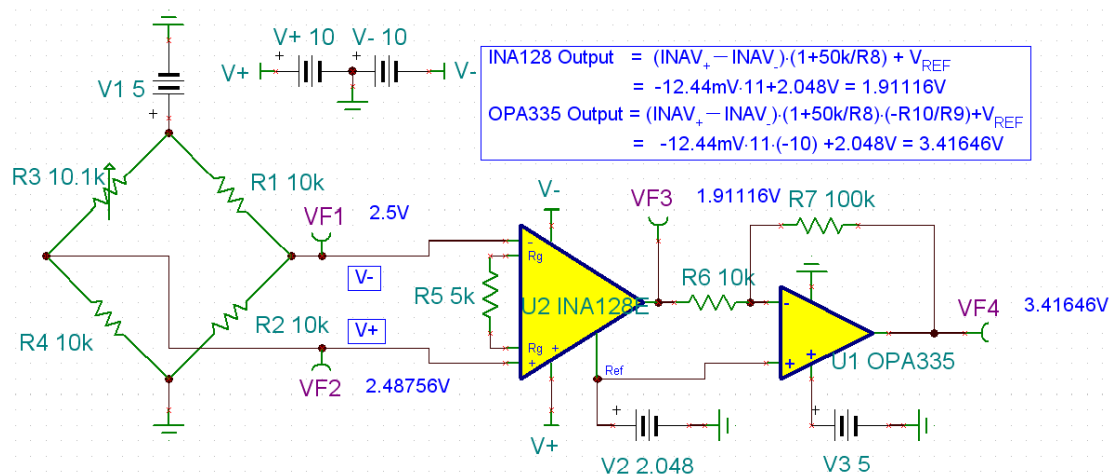 V+ 10
V- 10
V+
V-
V1 5
INA128 Output = (INAV₊ – INAV₋)·(1+50k/R8) + V_REF
= -12.44mV·11+2.048V = 1.91116V
OPA335 Output = (INAV₊ – INAV₋)·(1+50k/R8)·(-R10/R9)+V_REF
= -12.44mV·11·(-10) +2.048V = 3.41646V
R3 10.1k
R1 10k
VF1
2.5V
V-
V-
VF3
1.91116V
R7 100k
-
Rg
R5 5k
U2 INA128E
R6 10k
-
VF4
3.41646V
R4 10k
R2 10k
V+
Rg
+
+
U1 OPA335
+
+
VF2
2.48756V
Ref
V+
V2 2.048
V3 5
+
+
+
+
+